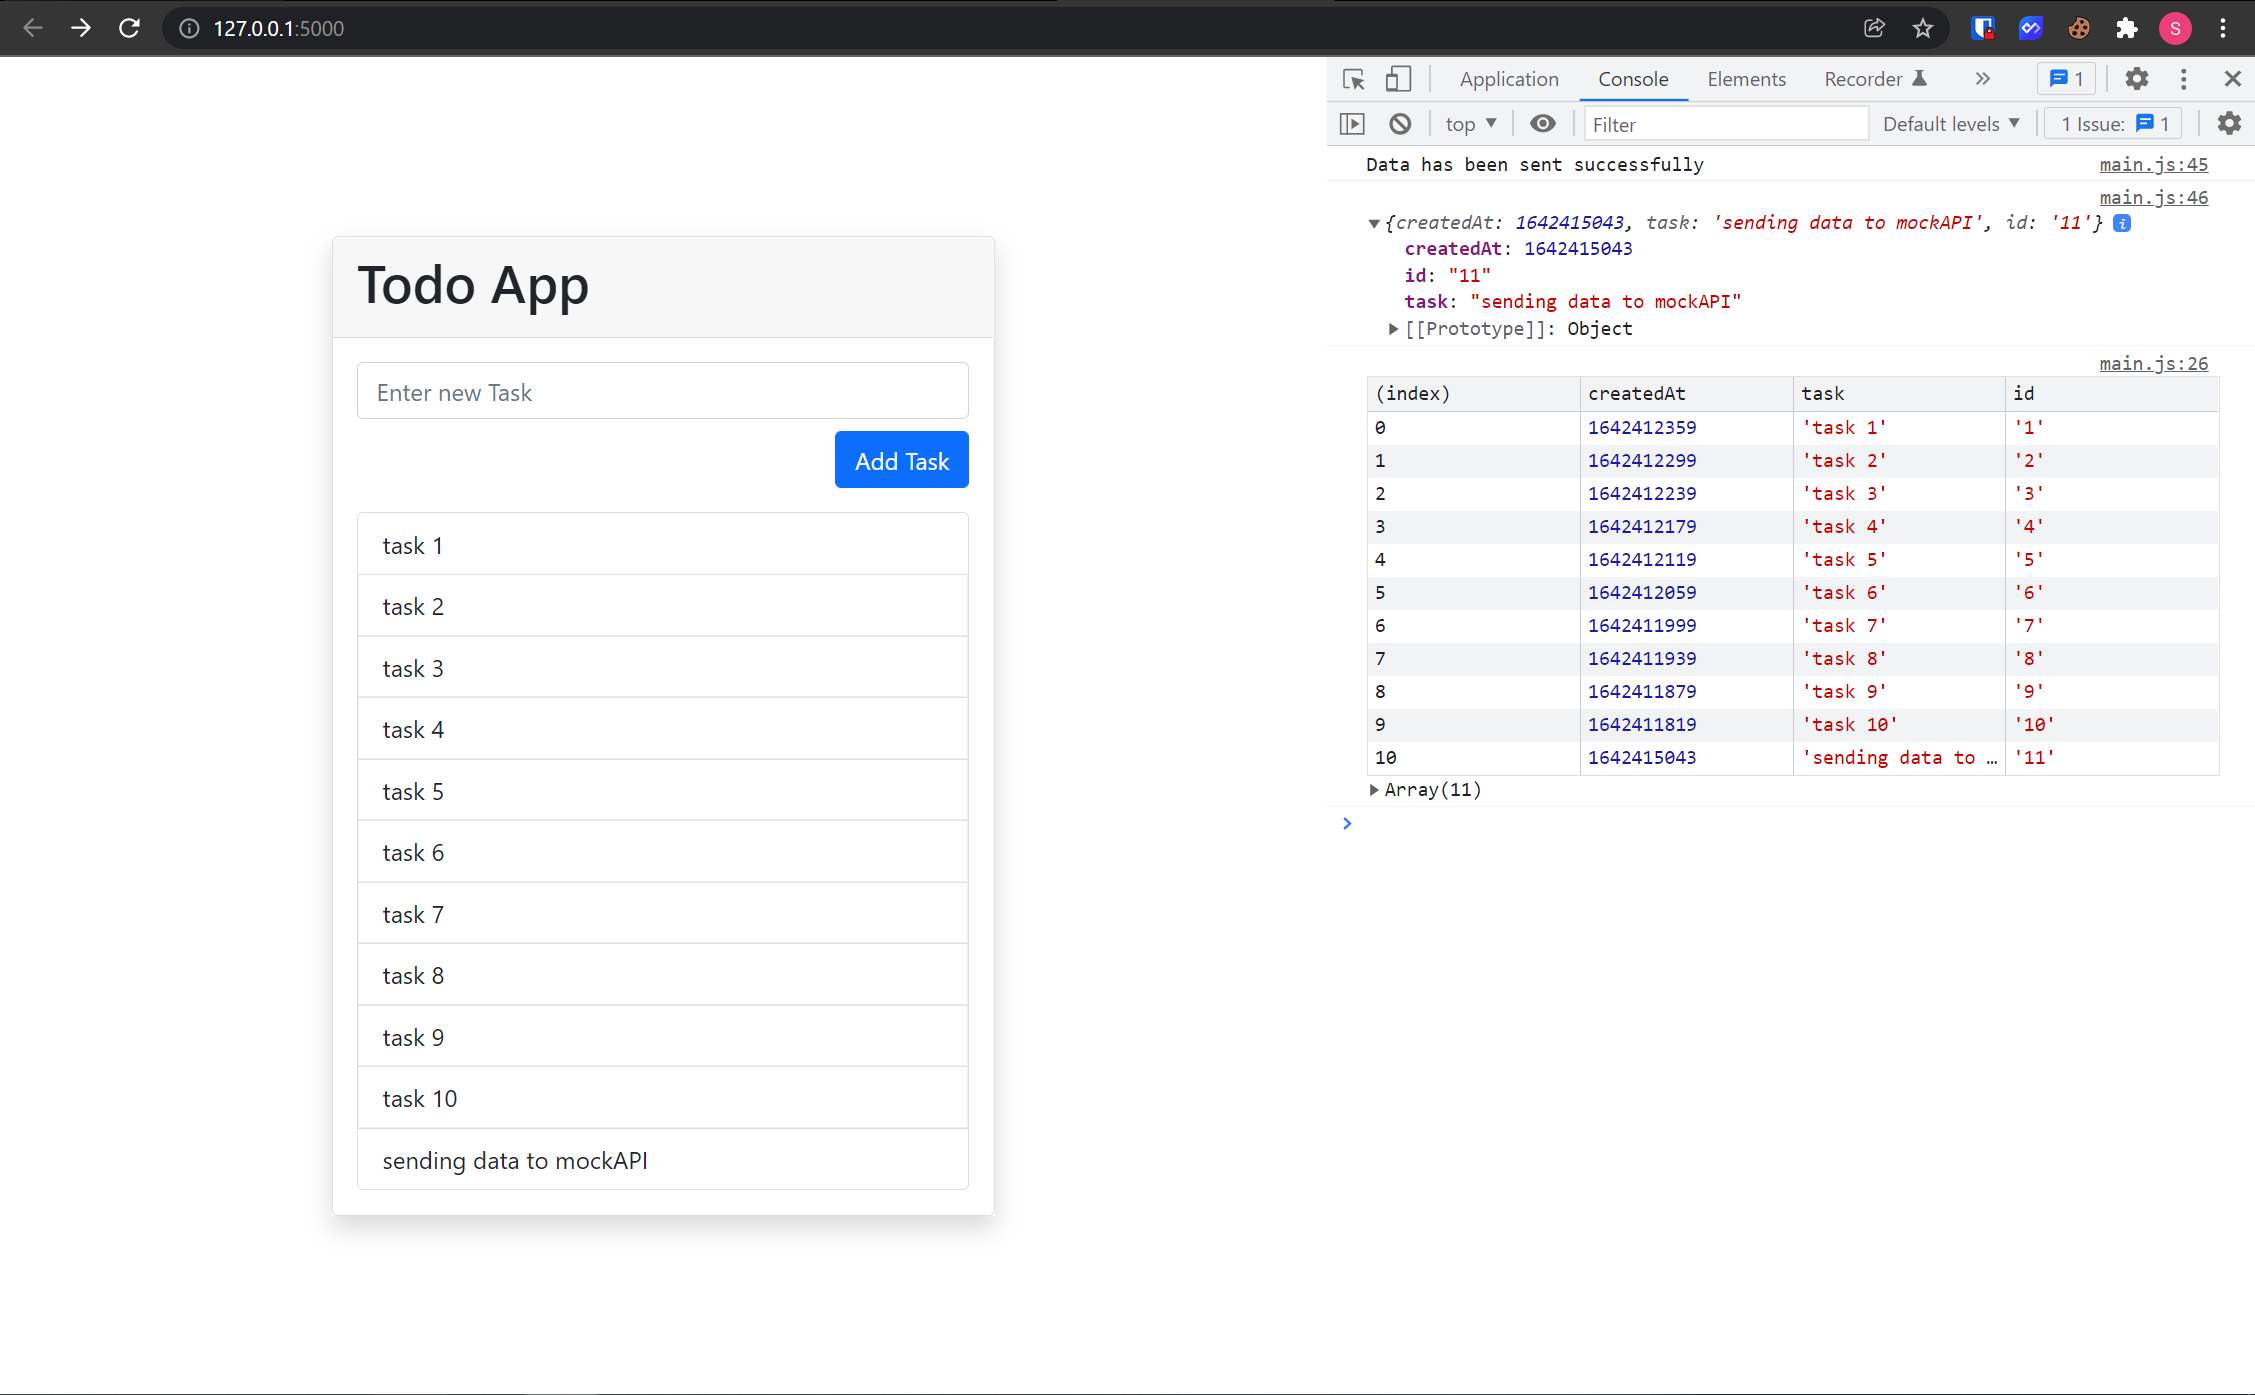 127.0.0.1:5000
S
Application Console Elements Recorder 1
top Filter Default levels 1 Issue: 1
Todo App
Enter new Task
Add Task
task 1
task 2
task 3
task 4
task 5
task 6
task 7
task 8
task 9
task 10
sending data to mockAPI
Data has been sent successfully main.js:45
main.js:46
{createdAt: 1642415043, task: 'sending data to mockAPI', id: '11'} i
createdAt: 1642415043
id: "11"
task: "sending data to mockAPI"
[[Prototype]]: Object
main.js:26
(index) createdAt task id
0 1642412359 'task 1' '1'
1 1642412299 'task 2' '2'
2 1642412239 'task 3' '3'
3 1642412179 'task 4' '4'
4 1642412119 'task 5' '5'
5 1642412059 'task 6' '6'
6 1642411999 'task 7' '7'
7 1642411939 'task 8' '8'
8 1642411879 'task 9' '9'
9 1642411819 'task 10' '10'
10 1642415043 'sending data to … '11'
Array(11)